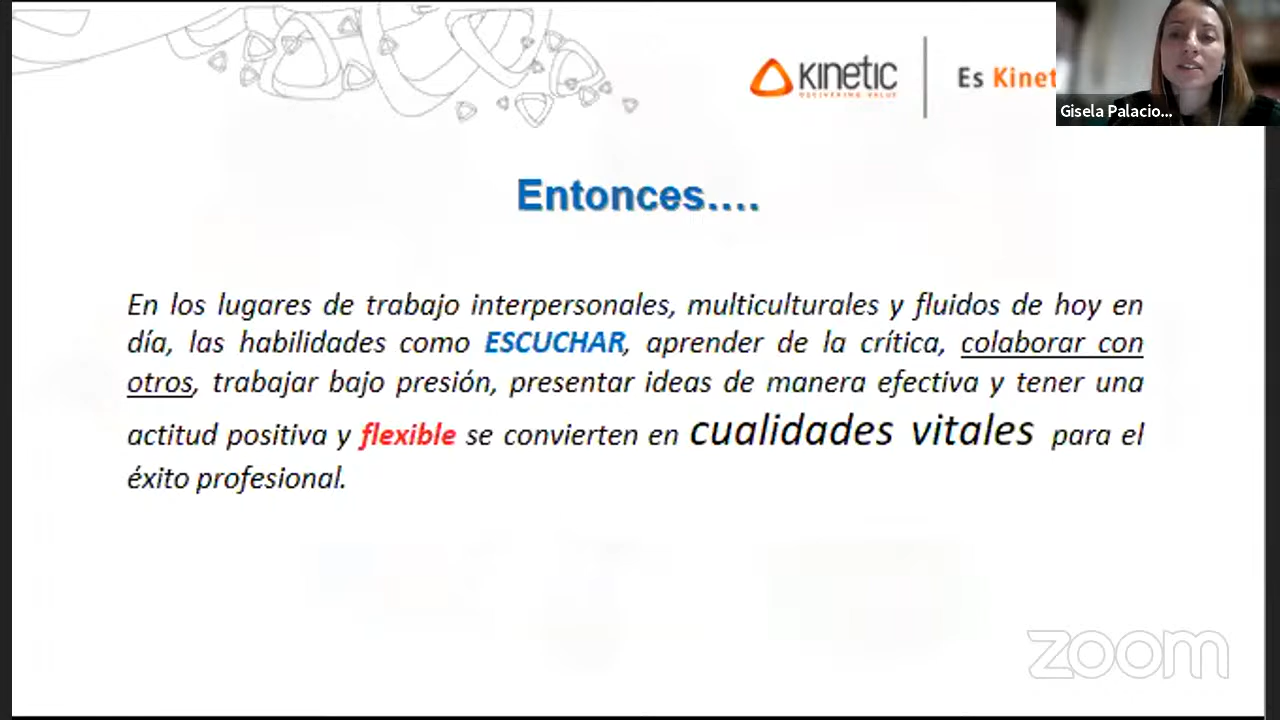 KINETIC
DELIVERING VALUE
Es Kinet
Gisela Palacio...
Entonces....
En los lugares de trabajo interpersonales, multiculturales y fluidos de hoy en
día, las habilidades como ESCUCHAR, aprender de la crítica, colaborar con
otros, trabajar bajo presión, presentar ideas de manera efectiva y tener una
actitud positiva y flexible se convierten en cualidades vitales para el
éxito profesional.
zoom